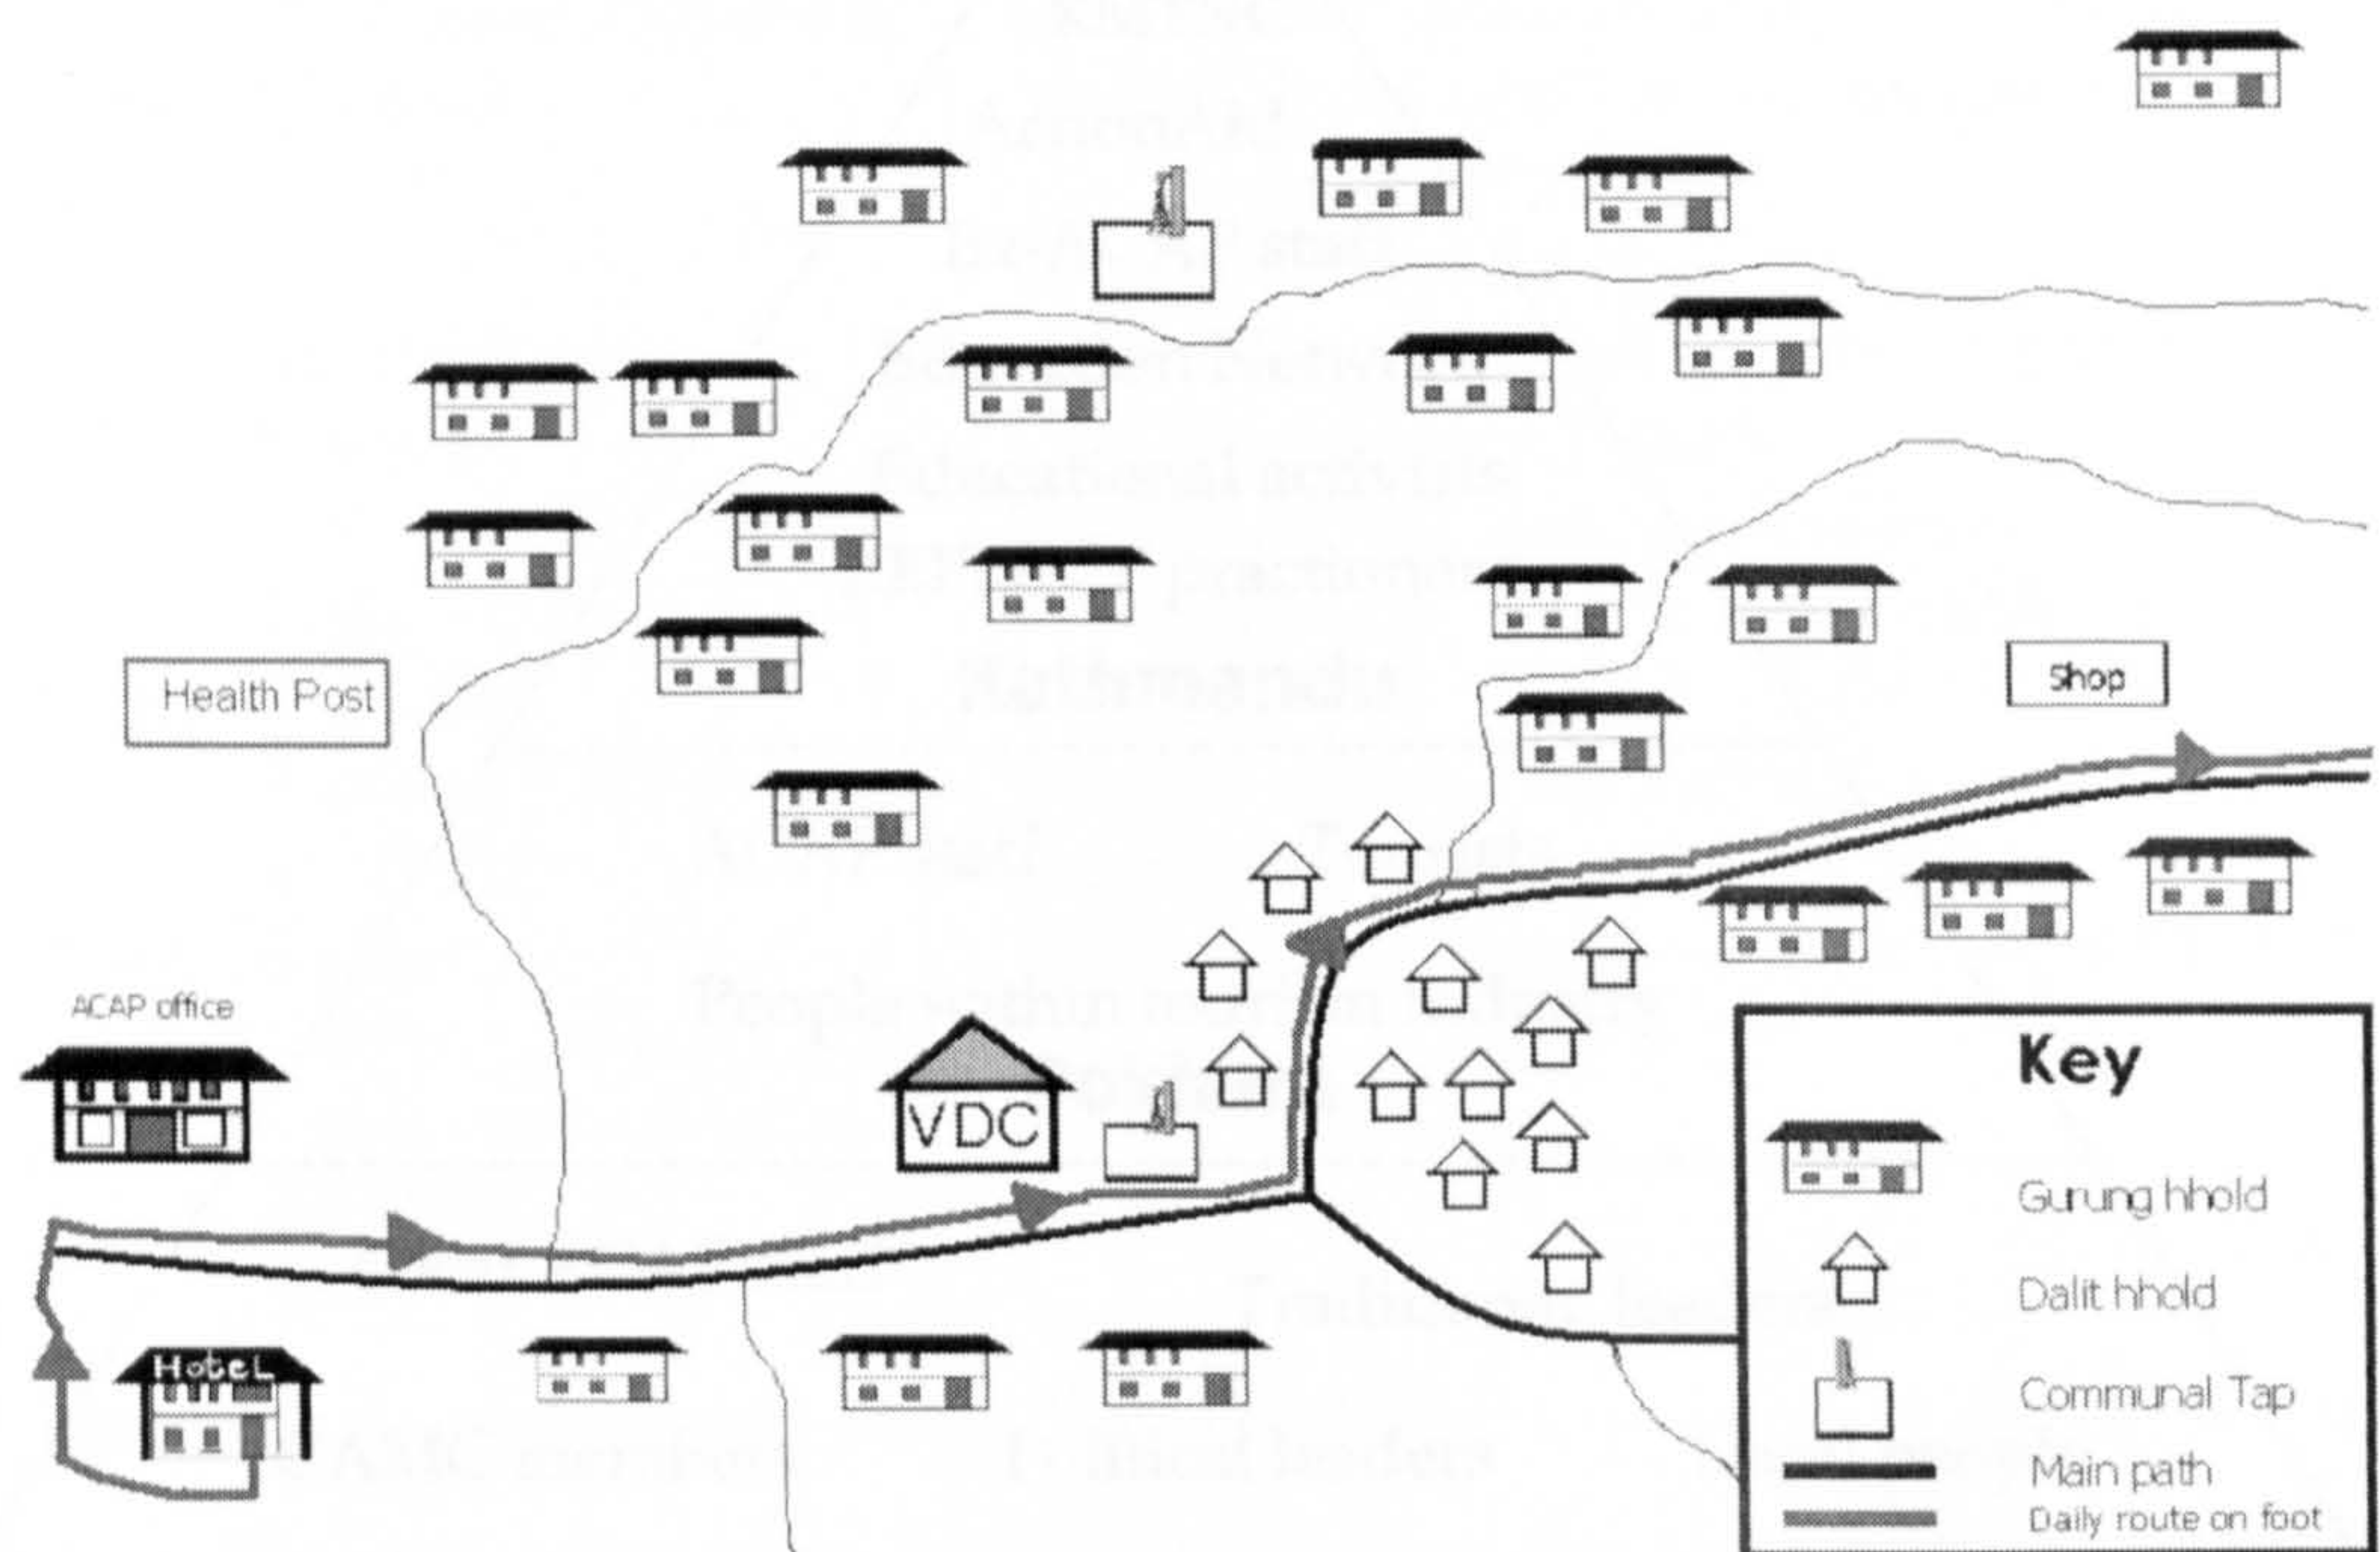 Health Post
Shop
ACAP office
VDC
HoteL
Key
Gurung hhold
Dalit hhold
Communal Tap
Main path
Daily route on foot